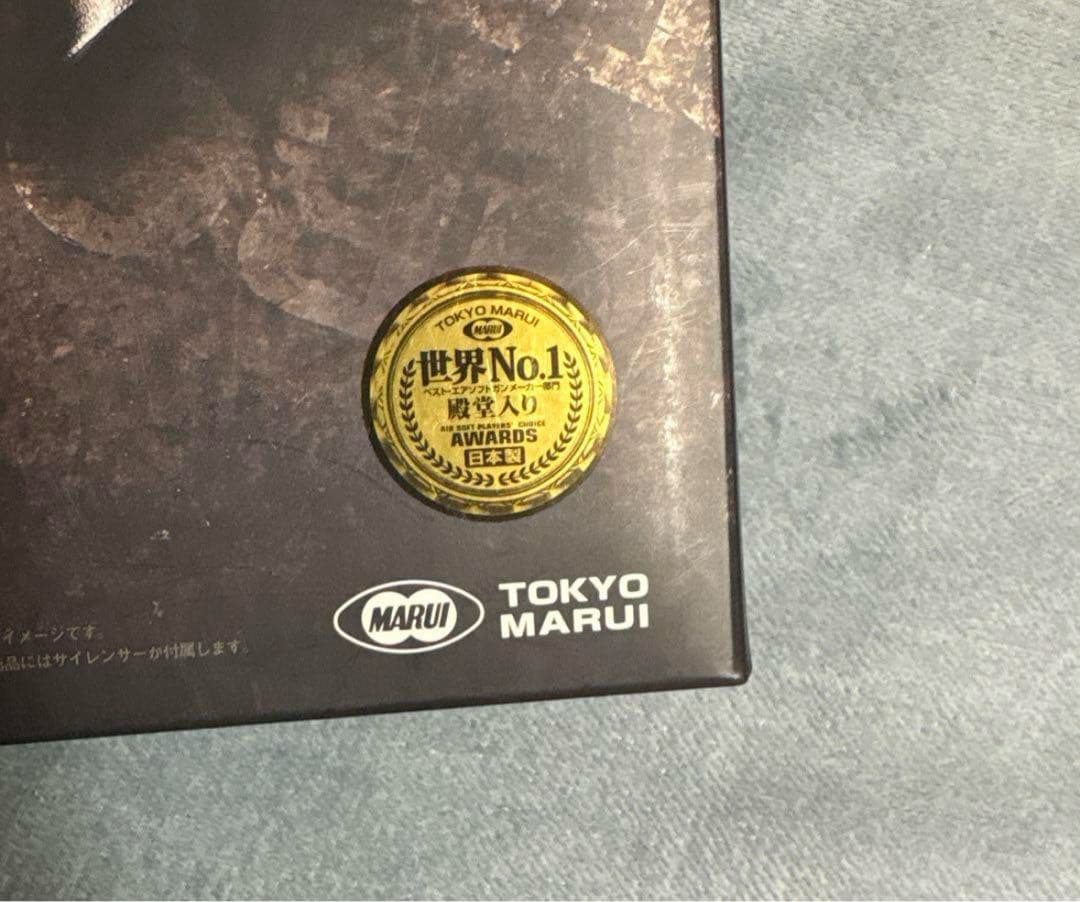 TOKYO MARUI
MARUI
世界No.1
ベスト・エアソフトガンメーカー部門
殿堂入り
AIR SOFT PLAYERS' CHOICE
AWARDS
日本製
MARUI
TOKYO
MARUI
イメージです。
品にはサイレンサーが付属します。